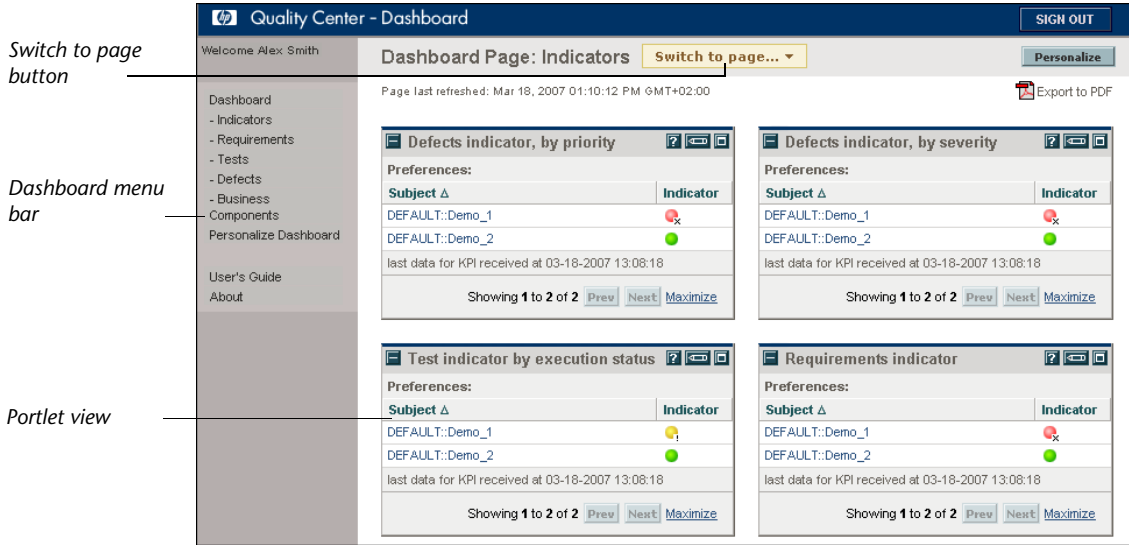 hp Quality Center - Dashboard
SIGN OUT
Switch to page
button
Welcome Alex Smith
Dashboard Page: Indicators
Switch to page...
Personalize
Page last refreshed: Mar 18, 2007 01:10:12 PM GMT+02:00
Export to PDF
Dashboard menu
bar
Dashboard
- Indicators
- Requirements
- Tests
- Defects
- Business
Components
Personalize Dashboard
User's Guide
About
Defects indicator, by priority
?
Preferences:
Subject Δ
Indicator
DEFAULT::Demo_1
DEFAULT::Demo_2
last data for KPI received at 03-18-2007 13:08:18
Showing 1 to 2 of 2 Prev Next Maximize
Defects indicator, by severity
?
Preferences:
Subject Δ
Indicator
DEFAULT::Demo_1
DEFAULT::Demo_2
last data for KPI received at 03-18-2007 13:08:18
Showing 1 to 2 of 2 Prev Next Maximize
Portlet view
Test indicator by execution status
?
Preferences:
Subject Δ
Indicator
DEFAULT::Demo_1
DEFAULT::Demo_2
last data for KPI received at 03-18-2007 13:08:18
Showing 1 to 2 of 2 Prev Next Maximize
Requirements indicator
?
Preferences:
Subject Δ
Indicator
DEFAULT::Demo_1
DEFAULT::Demo_2
last data for KPI received at 03-18-2007 13:08:18
Showing 1 to 2 of 2 Prev Next Maximize